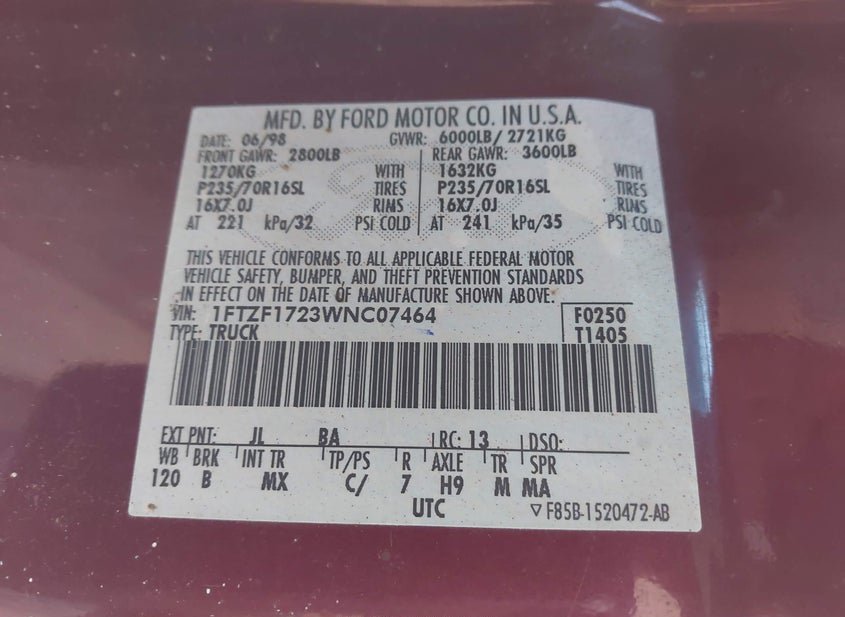 MFD. BY FORD MOTOR CO. IN U.S.A.
DATE: 06/98 GVWR: 6000LB/ 2721KG
FRONT GAWR: 2800LB REAR GAWR: 3600LB
1270KG WITH 1632KG WITH
P235/70R16SL TIRES P235/70R16SL TIRES
16X7.0J RIMS 16X7.0J RIMS
AT 221 kPa/32 PSI COLD AT 241 kPa/35 PSI COLD
THIS VEHICLE CONFORMS TO ALL APPLICABLE FEDERAL MOTOR
VEHICLE SAFETY, BUMPER, AND THEFT PREVENTION STANDARDS
IN EFFECT ON THE DATE OF MANUFACTURE SHOWN ABOVE.
VIN: 1FTZF1723WNC07464 F0250
TYPE: TRUCK T1405
EXT PNT: JL BA RC: 13 DSO:
WB BRK INT TR TP/PS R AXLE TR SPR
120 B MX C/ 7 H9 M MA
UTC ▽ F85B-1520472-AB